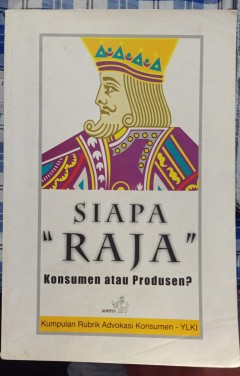 SIAPA
"RAJA"
Konsumen atau Produsen?
Kumpulan Rubrik Advokasi Konsumen - YLKI